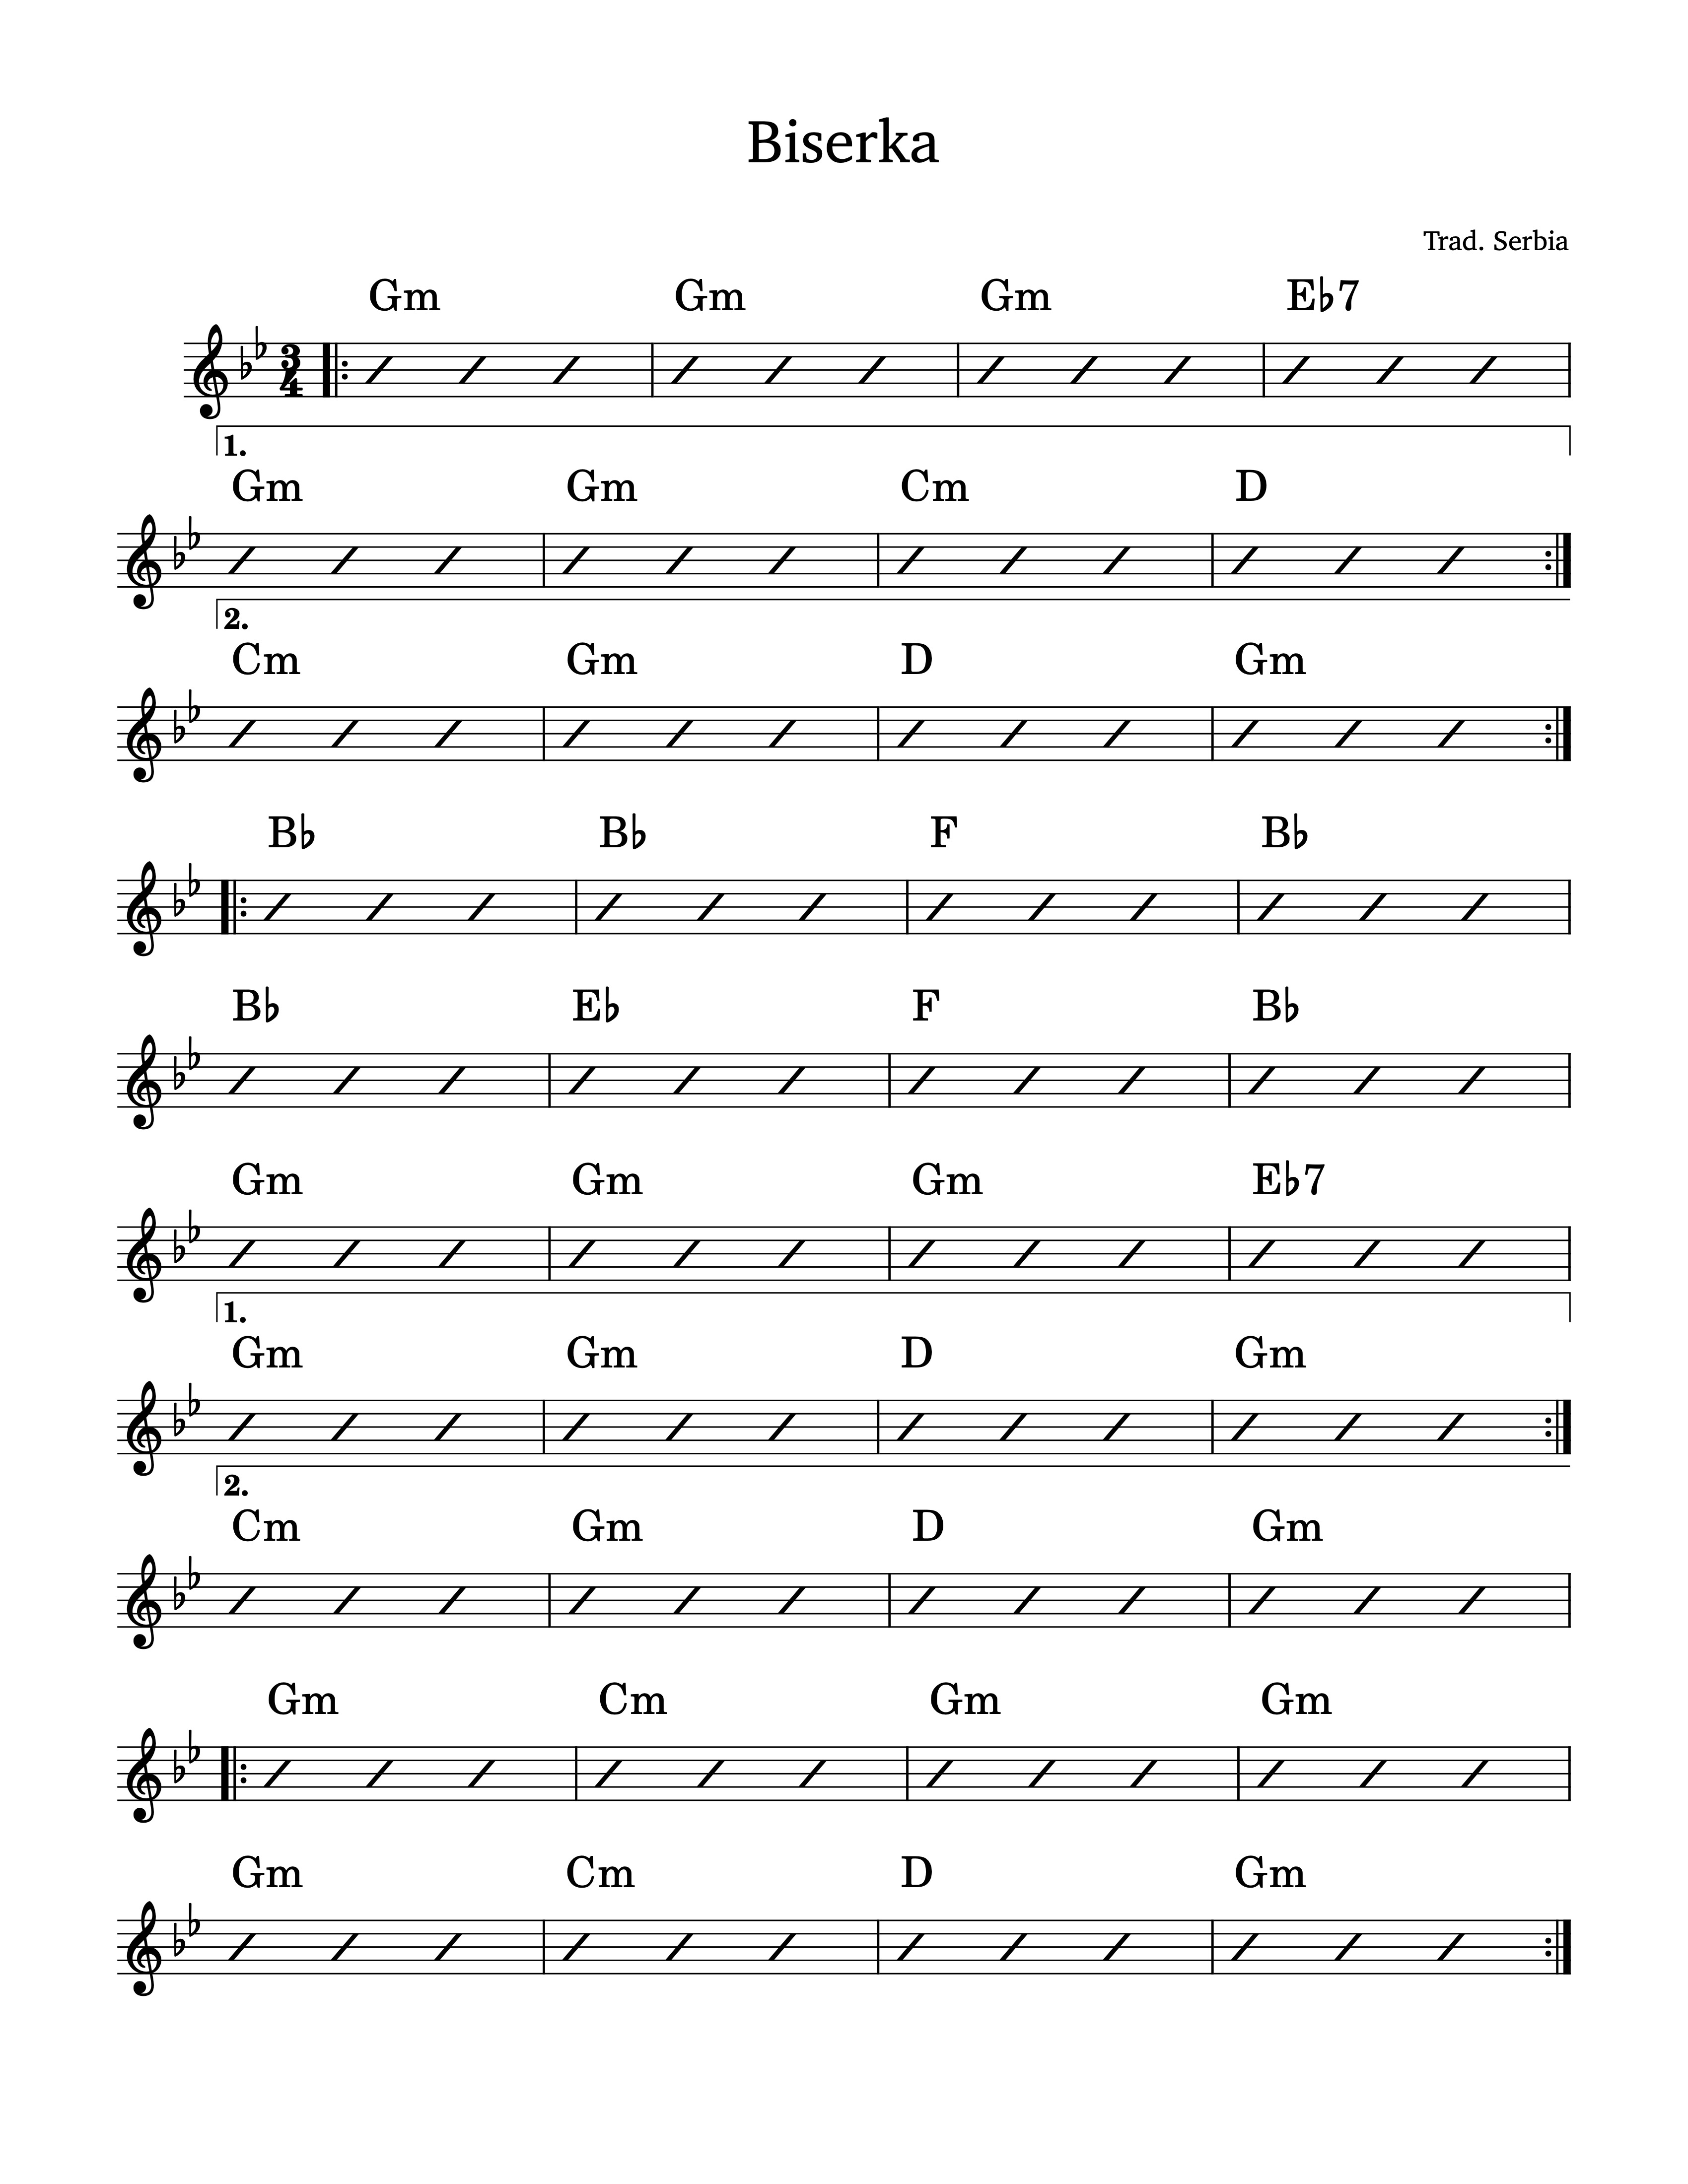 Biserka
Trad. Serbia
Gm Gm Gm E♭7
3
4
1.
Gm Gm Cm D
2.
Cm Gm D Gm
B♭ B♭ F B♭
B♭ E♭ F B♭
Gm Gm Gm E♭7
1.
Gm Gm D Gm
2.
Cm Gm D Gm
Gm Cm Gm Gm
Gm Cm D Gm